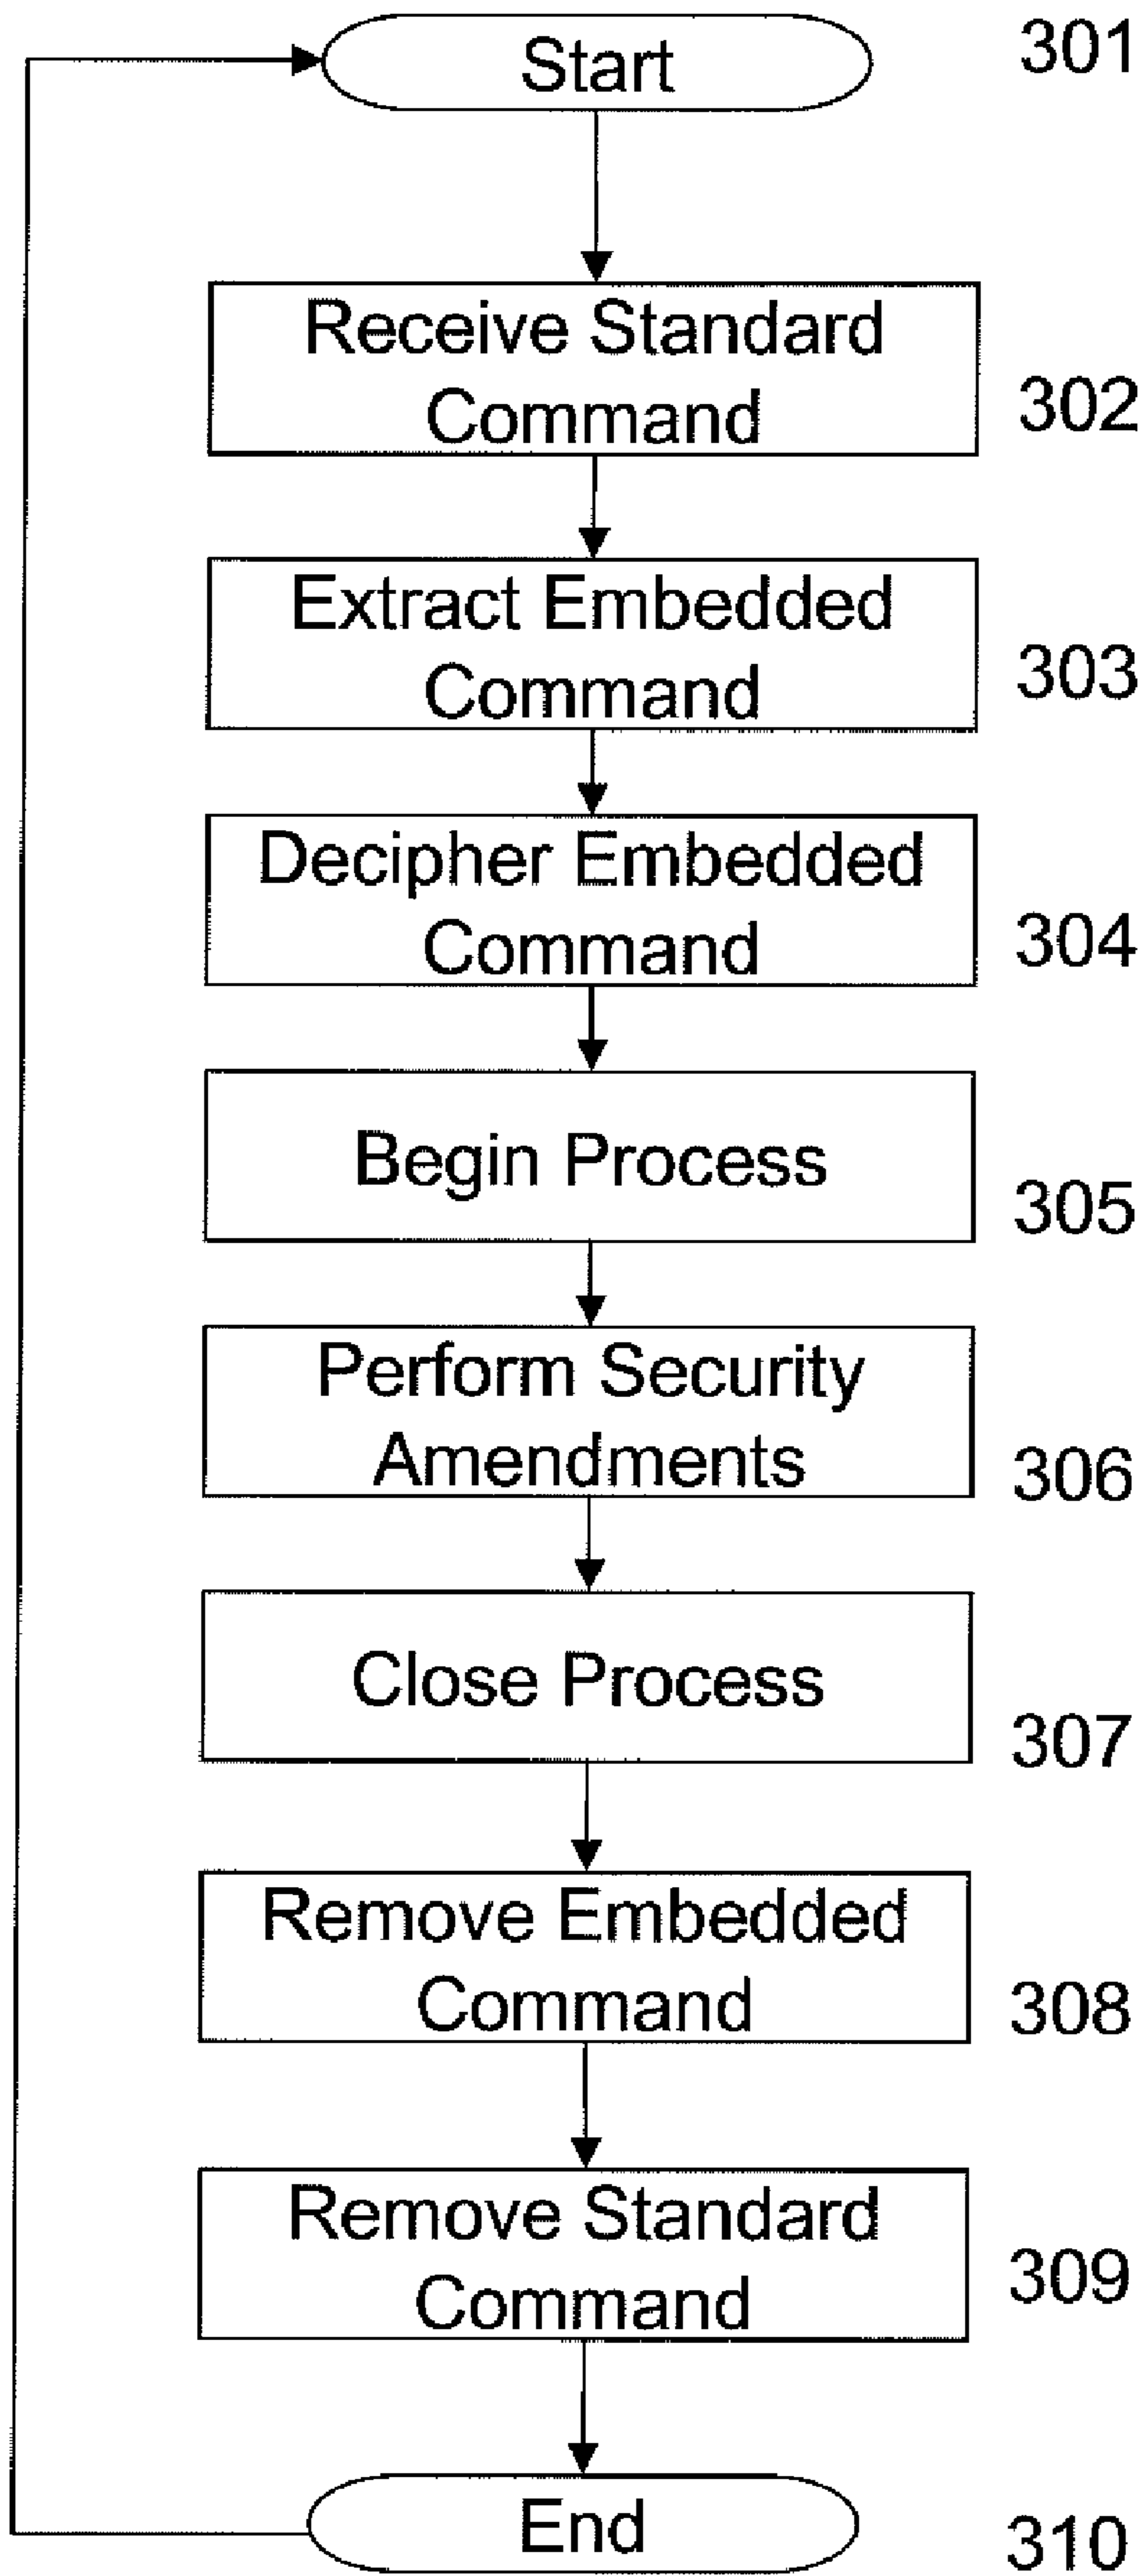 Start
301
Receive Standard
Command
302
Extract Embedded
Command
303
Decipher Embedded
Command
304
Begin Process
305
Perform Security
Amendments
306
Close Process
307
Remove Embedded
Command
308
Remove Standard
Command
309
End
310